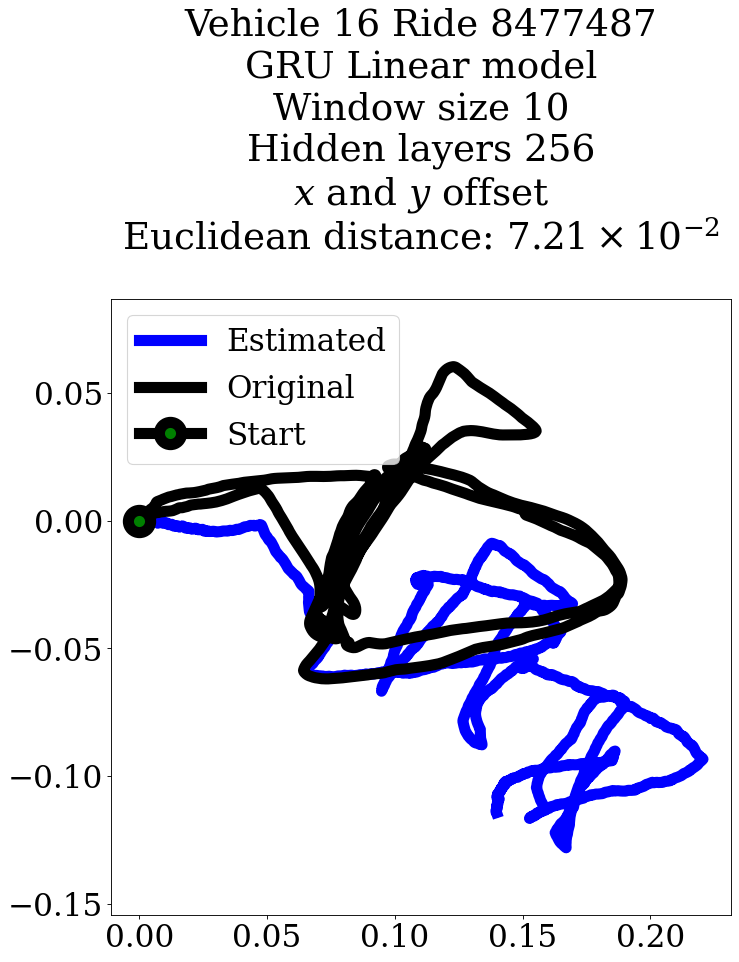 Vehicle 16 Ride 8477487
GRU Linear model
Window size 10
Hidden layers 256
x and y offset
Euclidean distance: 7.21 × 10⁻²
Estimated
Original
Start
0.05
0.00
−0.05
−0.10
−0.15
0.00 0.05 0.10 0.15 0.20